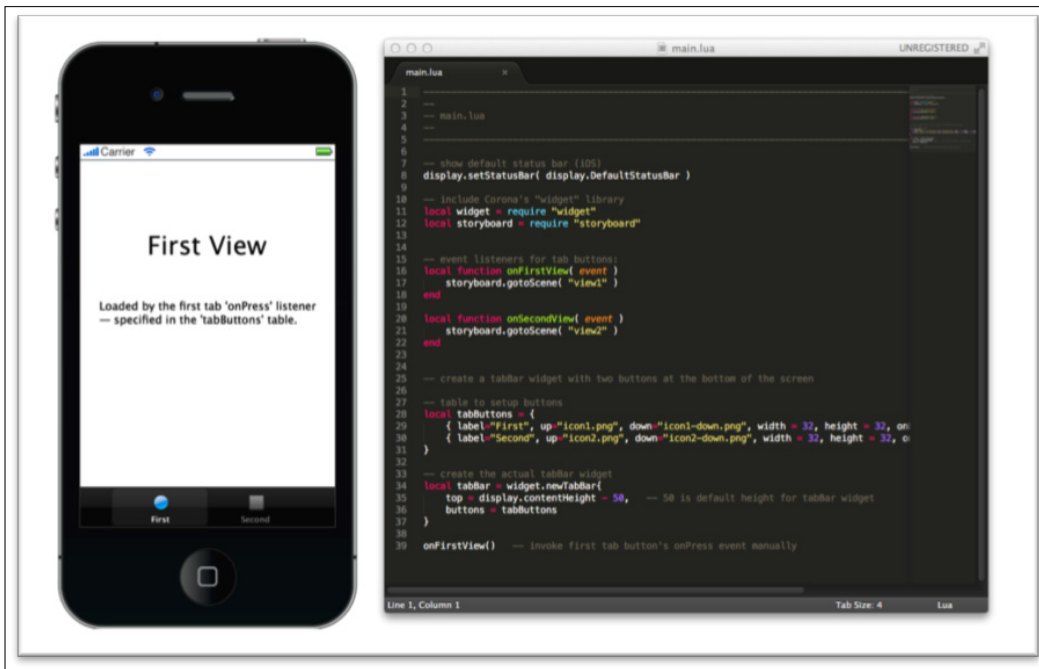 Carrier
First View
Loaded by the first tab 'onPress' listener
— specified in the 'tabButtons' table.
First
Second
main.lua
UNREGISTERED
main.lua
1
2 --
3 -- main.lua
4 --
5
6
7 -- show default status bar (iOS)
8 display.setStatusBar( display.DefaultStatusBar )
9
10 -- include Corona's "widget" library
11 local widget = require "widget"
12 local storyboard = require "storyboard"
13
14
15 -- event listeners for tab buttons:
16 local function onFirstView( event )
17 storyboard.gotoScene( "view1" )
18 end
19
20 local function onSecondView( event )
21 storyboard.gotoScene( "view2" )
22 end
23
24
25 -- create a tabBar widget with two buttons at the bottom of the screen
26
27 -- table to setup buttons
28 local tabButtons = {
29 { label="First", up="icon1.png", down="icon1-down.png", width = 32, height = 32, on
30 { label="Second", up="icon2.png", down="icon2-down.png", width = 32, height = 32, o
31 }
32
33 -- create the actual tabBar widget
34 local tabBar = widget.newTabBar{
35 top = display.contentHeight - 50, -- 50 is default height for tabBar widget
36 buttons = tabButtons
37 }
38
39 onFirstView() -- invoke first tab button's onPress event manually
Line 1, Column 1
Tab Size: 4
Lua